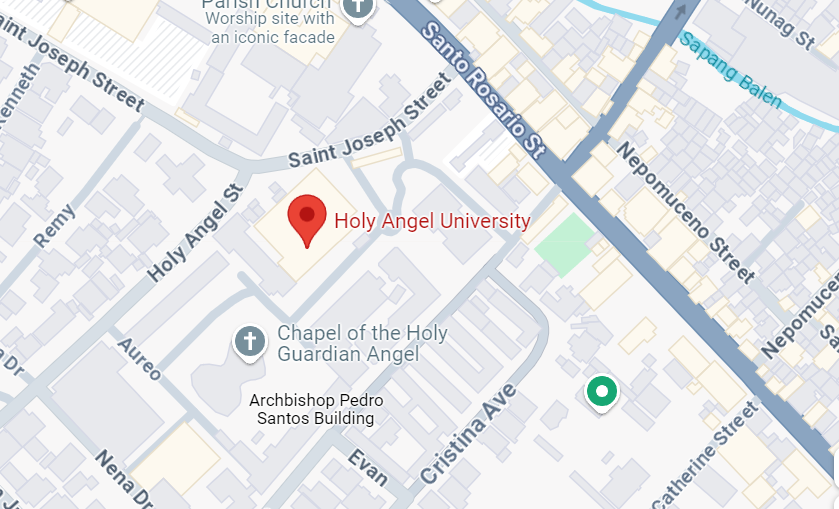 Parish Church
Worship site with
an iconic facade
Santo Rosario St
Nunag St
Sapang Balen
Saint Joseph Street
Kenneth
Saint Joseph Street
Nepomuceno Street
Remy
Holy Angel St
Holy Angel University
Nepomucen
Chapel of the Holy
Guardian Angel
Aureo
Dr
Archbishop Pedro
Santos Building
Cristina Ave
Catherine Street
Evan
Nena Dr